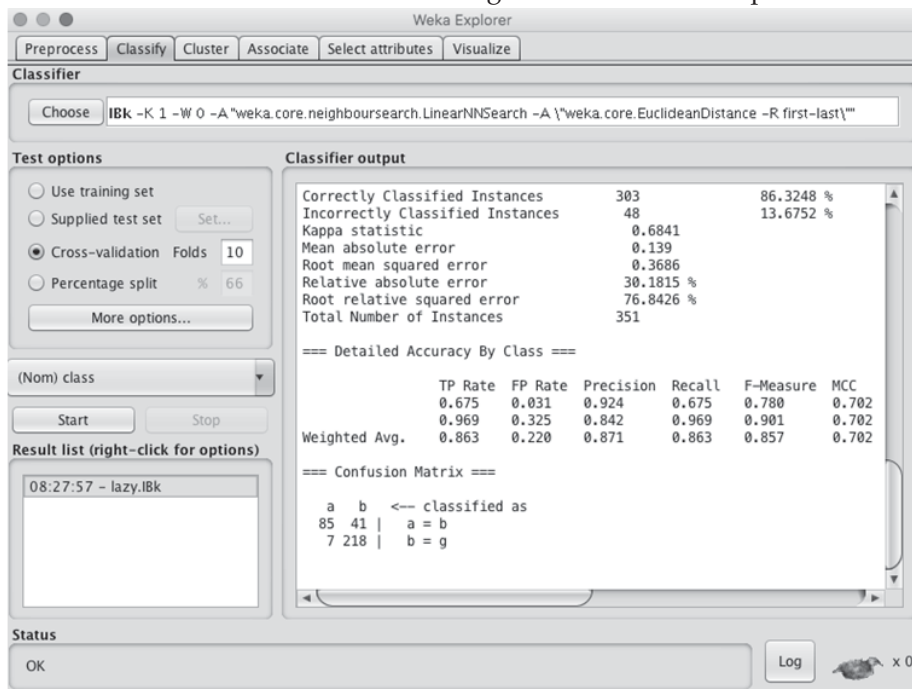 Weka Explorer
Preprocess Classify Cluster Associate Select attributes Visualize
Classifier
Choose IBk -K 1 -W 0 -A "weka.core.neighboursearch.LinearNNSearch -A \"weka.core.EuclideanDistance -R first-last\""
Test options
Use training set
Supplied test set Set...
Cross-validation Folds 10
Percentage split % 66
More options...
(Nom) class
Start Stop
Result list (right-click for options)
08:27:57 - lazy.IBk
Classifier output
Correctly Classified Instances 303 86.3248 %
Incorrectly Classified Instances 48 13.6752 %
Kappa statistic 0.6841
Mean absolute error 0.139
Root mean squared error 0.3686
Relative absolute error 30.1815 %
Root relative squared error 76.8426 %
Total Number of Instances 351
=== Detailed Accuracy By Class ===
TP Rate FP Rate Precision Recall F-Measure MCC
0.675 0.031 0.924 0.675 0.780 0.702
0.969 0.325 0.842 0.969 0.901 0.702
Weighted Avg. 0.863 0.220 0.871 0.863 0.857 0.702
=== Confusion Matrix ===
a b <-- classified as
85 41 | a = b
7 218 | b = g
Status
OK
Log
x 0